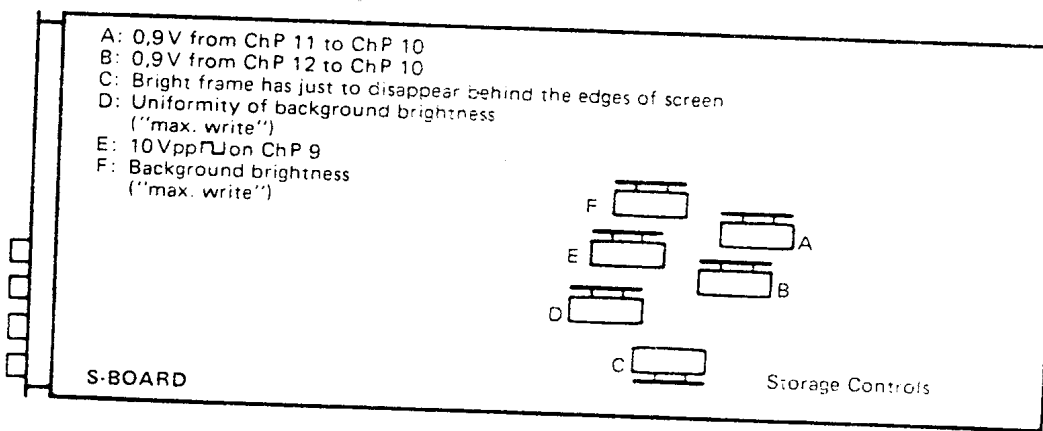 A: 0,9V from ChP 11 to ChP 10
B: 0,9V from ChP 12 to ChP 10
C: Bright frame has just to disappear behind the edges of screen
D: Uniformity of background brightness
("max. write")
E: 10Vpp⊓⊔on ChP 9
F: Background brightness
("max. write")
F
A
E
B
D
C
S-BOARD
Storage Controls